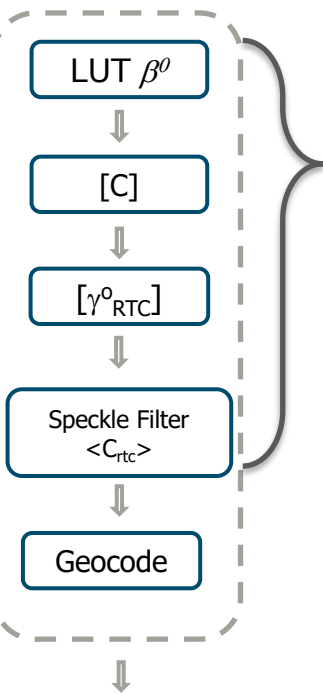 LUT β⁰
[C]
[γ⁰RTC]
Speckle Filter
<Crtc>
Geocode